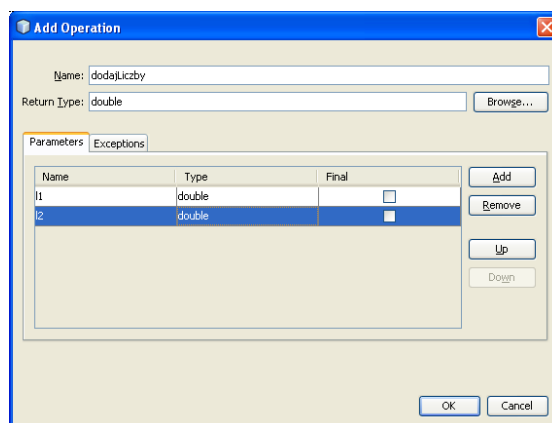 Add Operation
Name: dodajLiczby
Return Type: double Browse...
Parameters Exceptions
Name Type Final Add
l1 double
l2 double Remove
Up
Down
OK Cancel